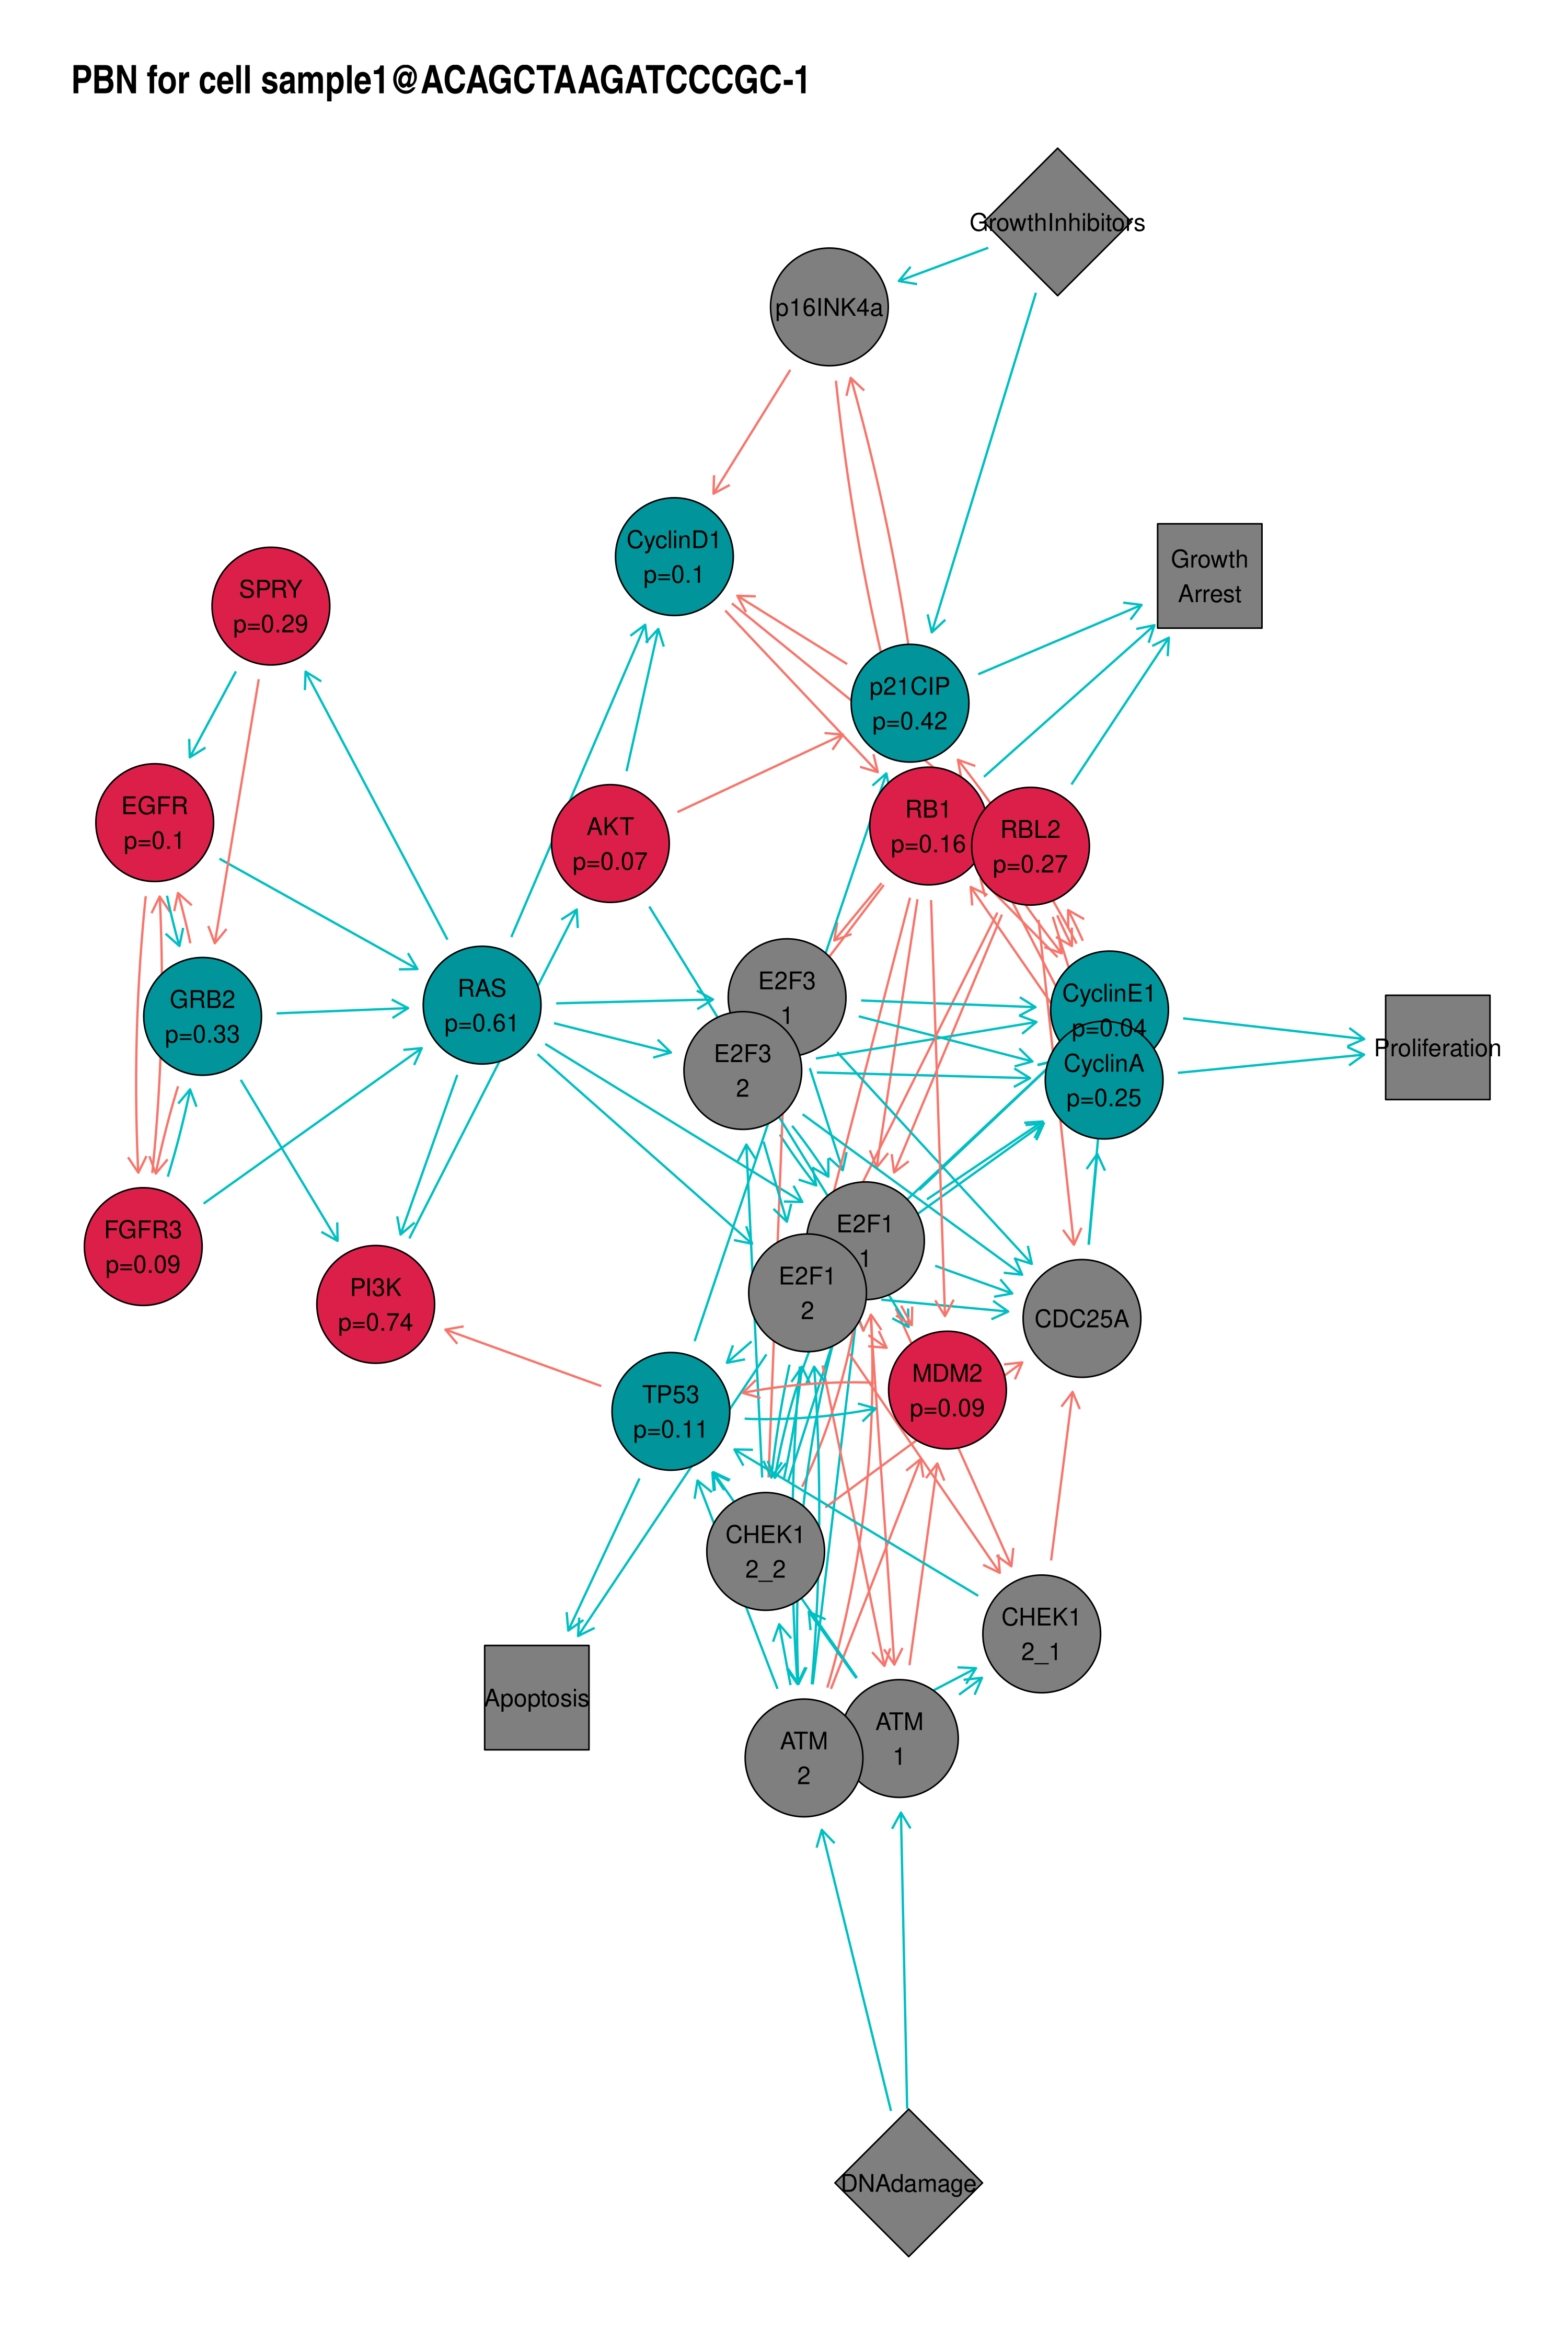 PBN for cell sample1@ACAGCTAAGATCCCGC-1
GrowthInhibitors
p16INK4a
CyclinD1
p=0.1
Growth
Arrest
SPRY
p=0.29
p21CIP
p=0.42
EGFR
p=0.1
AKT
p=0.07
RB1
p=0.16
RBL2
p=0.27
GRB2
p=0.33
RAS
p=0.61
E2F3
1
CyclinE1
p=0.04
Proliferation
E2F3
2
CyclinA
p=0.25
FGFR3
p=0.09
E2F1
1
PI3K
p=0.74
E2F1
2
CDC25A
TP53
p=0.11
MDM2
p=0.09
CHEK1
2_2
CHEK1
2_1
Apoptosis
ATM
1
ATM
2
DNAdamage